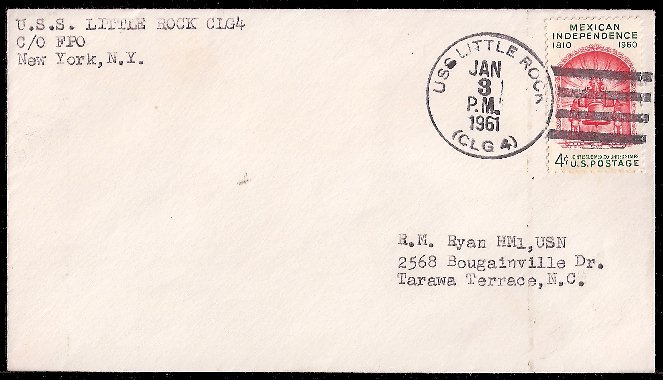 U.S.S. LITTLE ROCK CLG4
C/O FPO
New York, N.Y.
USS LITTLE ROCK
JAN
3
P.M.
1961
(CLG 4)
MEXICAN
INDEPENDENCE
1810 1960
4¢
U.S. POSTAGE
R.M. Ryan HM1,USN
2568 Bougainville Dr.
Tarawa Terrace,N.C.